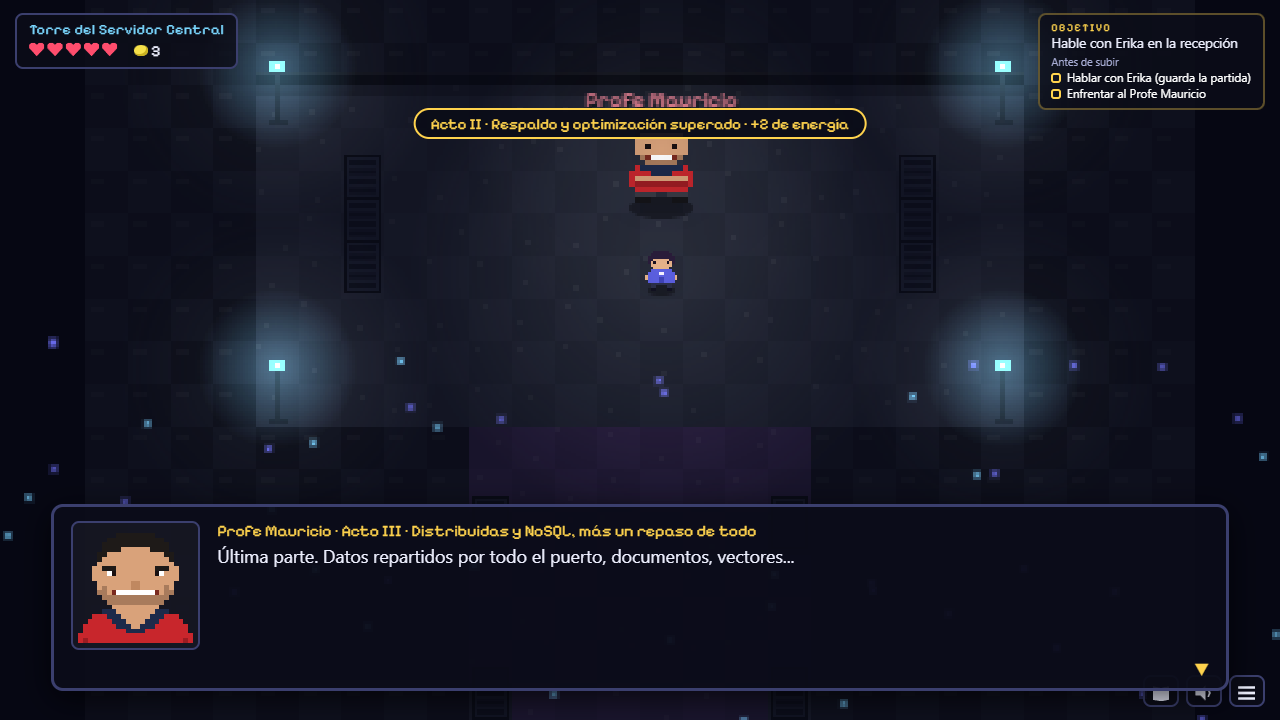 Torre del Servidor Central
3
OBJETIVO
Hable con Erika en la recepción
Antes de subir
Hablar con Erika (guarda la partida)
Enfrentar al Profe Mauricio
Profe Mauricio
Acto II · Respaldo y optimización superado · +2 de energía
Profe Mauricio · Acto III · Distribuidas y NoSQL, más un repaso de todo
Última parte. Datos repartidos por todo el puerto, documentos, vectores...